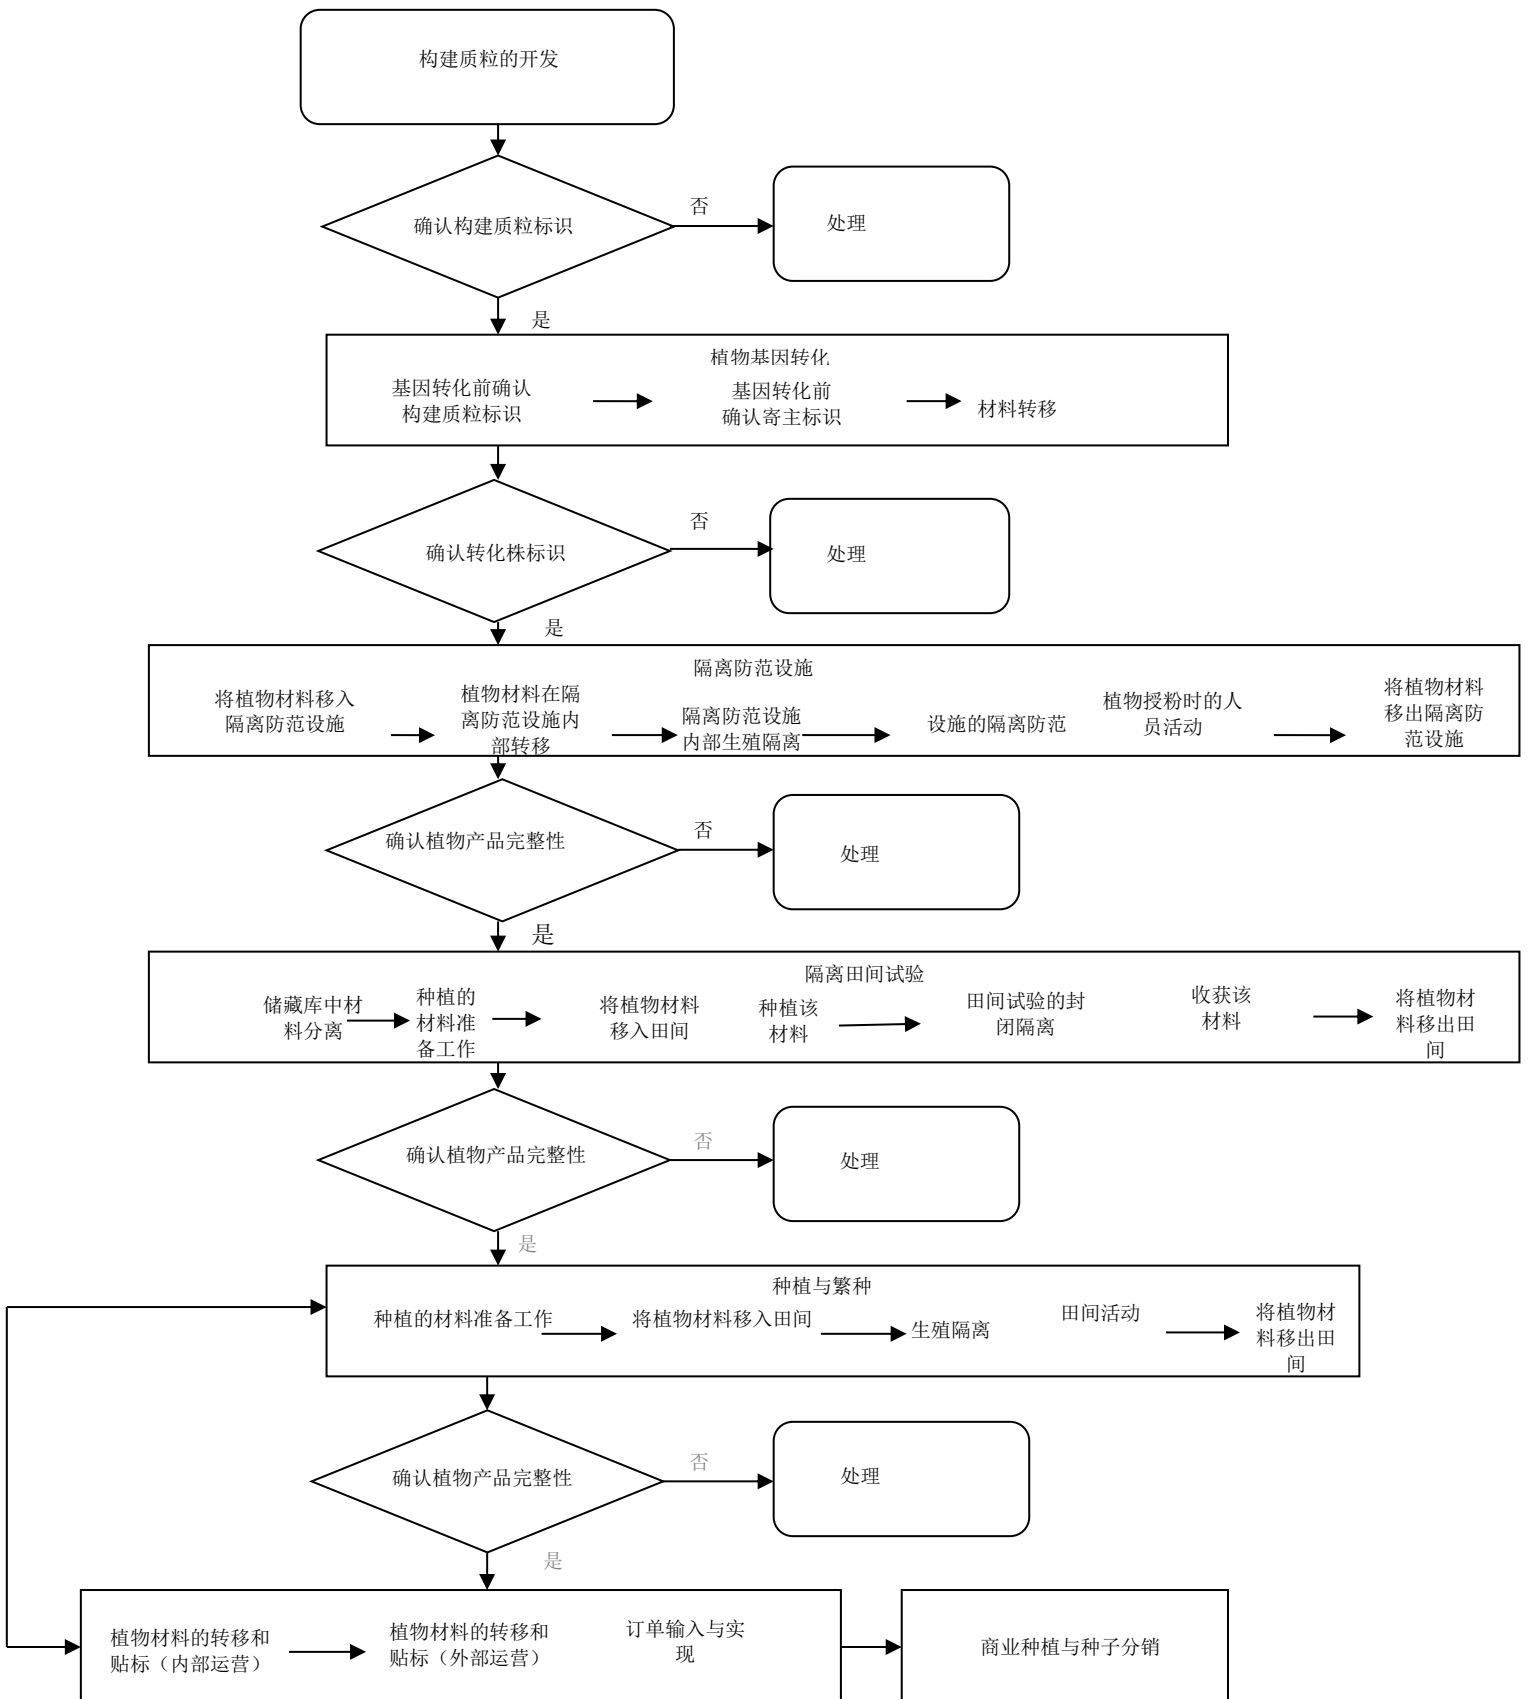 构建质粒的开发
确认构建质粒标识
否
处理
是
植物基因转化
基因转化前确认
构建质粒标识
基因转化前
确认寄主标识
材料转移
确认转化株标识
否
处理
是
隔离防范设施
将植物材料移入
隔离防范设施
植物材料在隔
离防范设施内
部转移
隔离防范设施
内部生殖隔离
设施的隔离防范
植物授粉时的人
员活动
将植物材料
移出隔离防
范设施
确认植物产品完整性
否
处理
是
隔离田间试验
储藏库中材
料分离
种植的
材料准
备工作
将植物材料
移入田间
种植该
材料
田间试验的封
闭隔离
收获该
材料
将植物材
料移出田
间
确认植物产品完整性
否
处理
是
种植与繁种
种植的材料准备工作
将植物材料移入田间
生殖隔离
田间活动
将植物材
料移出田
间
确认植物产品完整性
否
处理
是
植物材料的转移和
贴标（内部运营）
植物材料的转移和
贴标（外部运营）
订单输入与实
现
商业种植与种子分销